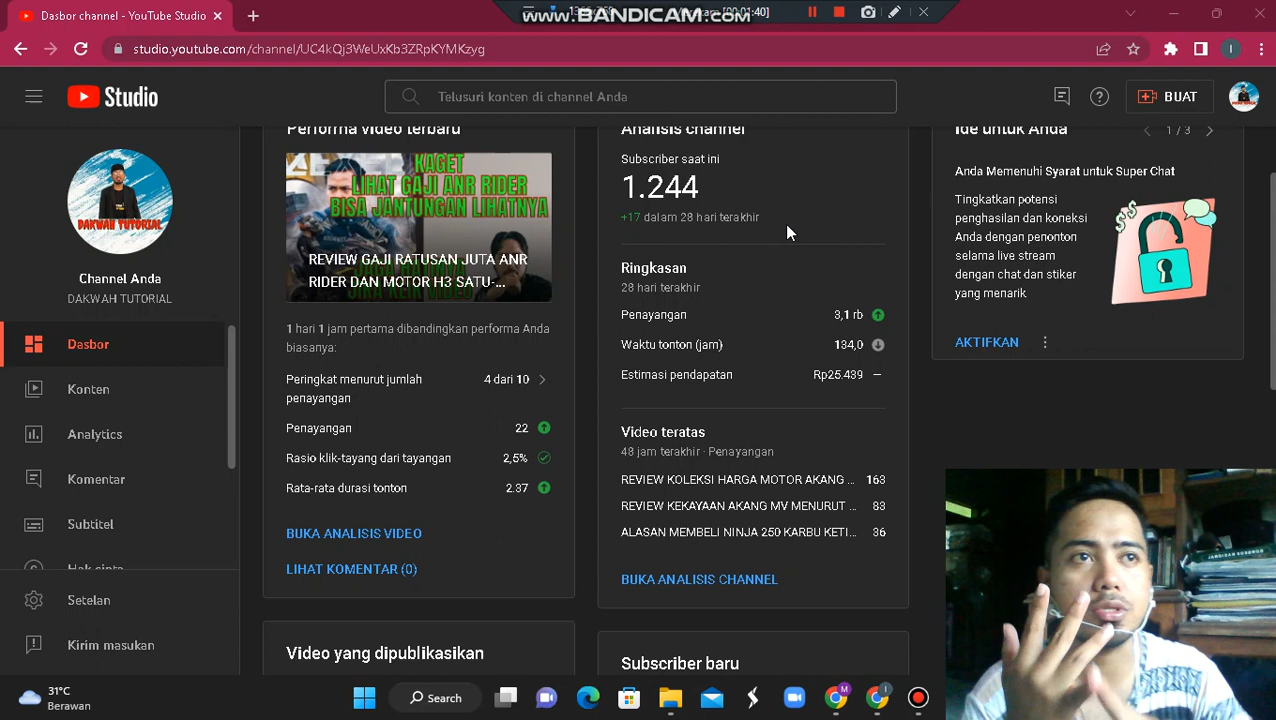 Dasbor channel - YouTube Studio
www.BANDICAM.com
00:01:40
studio.youtube.com/channel/UC4kQj3WeUxKb3ZRpKYMKzyg
I
Studio
Telusuri konten di channel Anda
BUAT
DAKWAH TUTORIAL
Channel Anda
DAKWAH TUTORIAL
Dasbor
Konten
Analytics
Komentar
Subtitel
Hak cipta
Setelan
Kirim masukan
Performa video terbaru
KAGET
LIHAT GAJI ANR RIDER
BISA JANTUNGAN LIHATNYA
REVIEW GAJI RATUSAN JUTA ANR
RIDER DAN MOTOR H3 SATU-...
1 hari 1 jam pertama dibandingkan performa Anda
biasanya:
Peringkat menurut jumlah 4 dari 10
penayangan
Penayangan 22
Rasio klik-tayang dari tayangan 2,5%
Rata-rata durasi tonton 2.37
BUKA ANALISIS VIDEO
LIHAT KOMENTAR (0)
Video yang dipublikasikan
Analisis channel
Subscriber saat ini
1.244
+17 dalam 28 hari terakhir
Ringkasan
28 hari terakhir
Penayangan 3,1 rb
Waktu tonton (jam) 134,0
Estimasi pendapatan Rp25.439 —
Video teratas
48 jam terakhir · Penayangan
REVIEW KOLEKSI HARGA MOTOR AKANG ... 163
REVIEW KEKAYAAN AKANG MV MENURUT ... 83
ALASAN MEMBELI NINJA 250 KARBU KETI... 36
BUKA ANALISIS CHANNEL
Subscriber baru
Ide untuk Anda
1 / 3
Anda Memenuhi Syarat untuk Super Chat
Tingkatkan potensi
penghasilan dan koneksi
Anda dengan penonton
selama live stream
dengan chat dan stiker
yang menarik.
AKTIFKAN
31°C
Berawan
Search
M
I